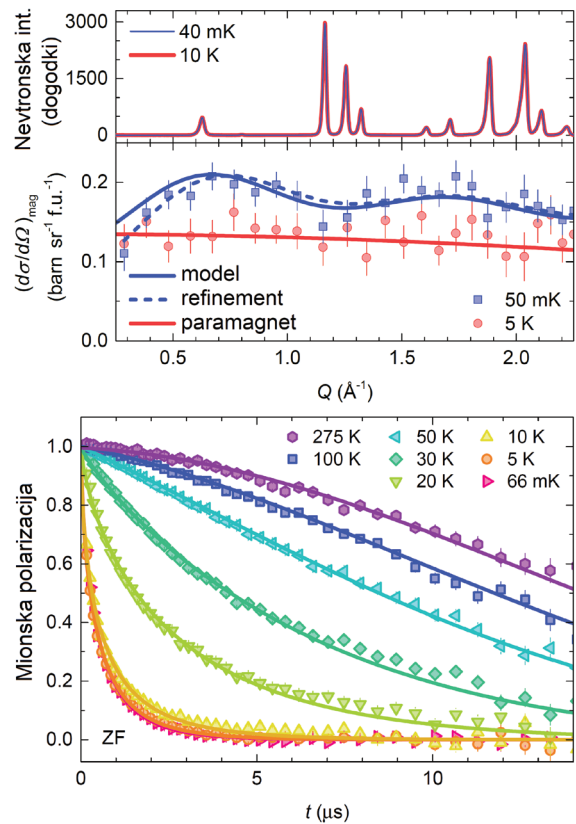 Nevtronska int.
(dogodki)
3000
1500
0
40 mK
10 K
(dσ/dΩ)mag
(barn sr⁻¹ f.u.⁻¹)
0.2
0.1
0.0
model
refinement
paramagnet
50 mK
5 K
0.5 1.0 1.5 2.0
Q (Å⁻¹)
Mionska polarizacija
1.0
0.8
0.6
0.4
0.2
0.0
275 K 50 K 10 K
100 K 30 K 5 K
20 K 66 mK
ZF
0 5 10
t (μs)